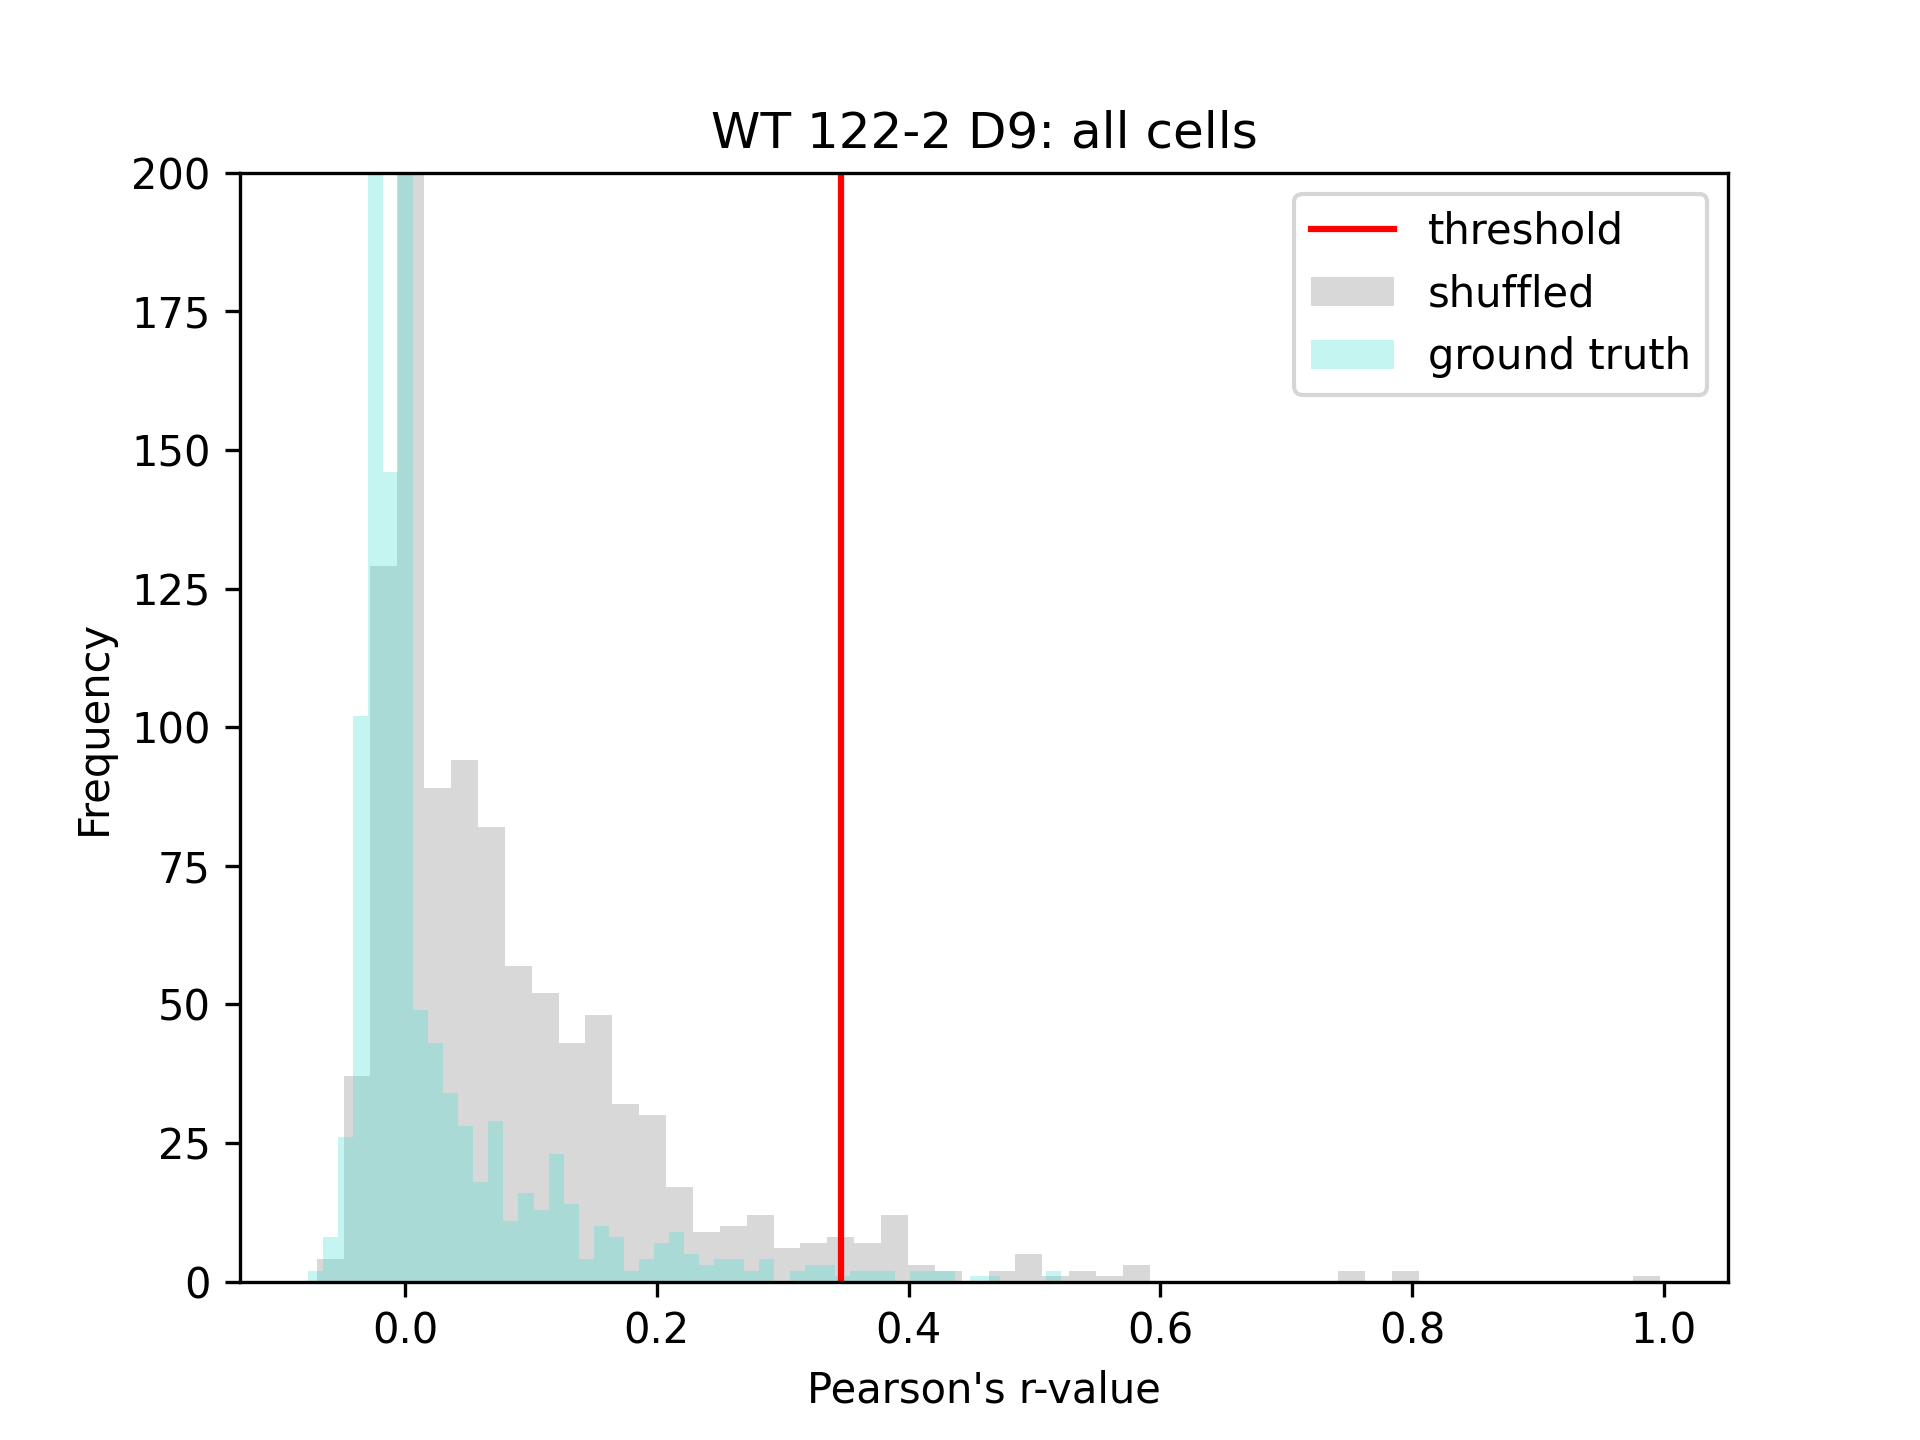 WT 122-2 D9: all cells
200
175
150
125
100
75
50
25
0
Frequency
threshold
shuffled
ground truth
0.0 0.2 0.4 0.6 0.8 1.0
Pearson's r-value